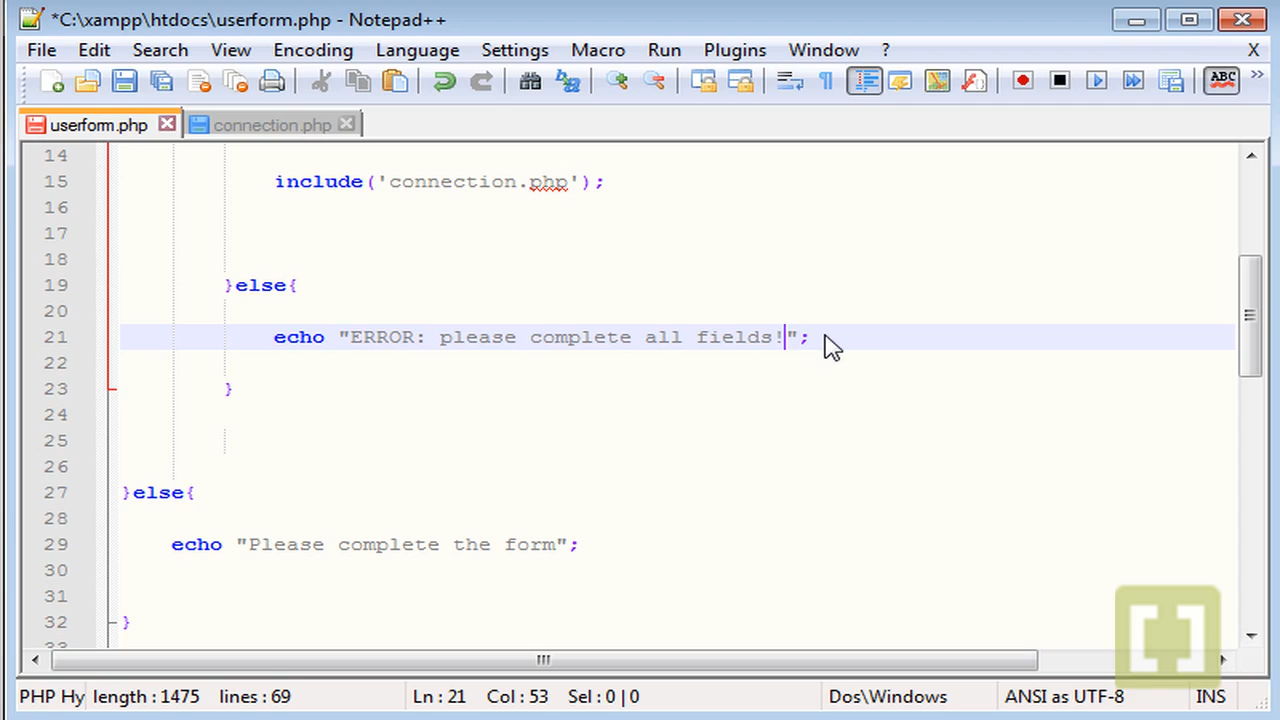 *C:\xampp\htdocs\userform.php - Notepad++
File Edit Search View Encoding Language Settings Macro Run Plugins Window ? X
ABC
userform.php connection.php
14
15 include('connection.php');
16
17
18
19 }else{
20
21 echo "ERROR: please complete all fields!";
22
23 }
24
25
26
27 }else{
28
29 echo "Please complete the form";
30
31
32 }
33
PHP Hy length : 1475 lines : 69 Ln : 21 Col : 53 Sel : 0 | 0 Dos\Windows ANSI as UTF-8 INS